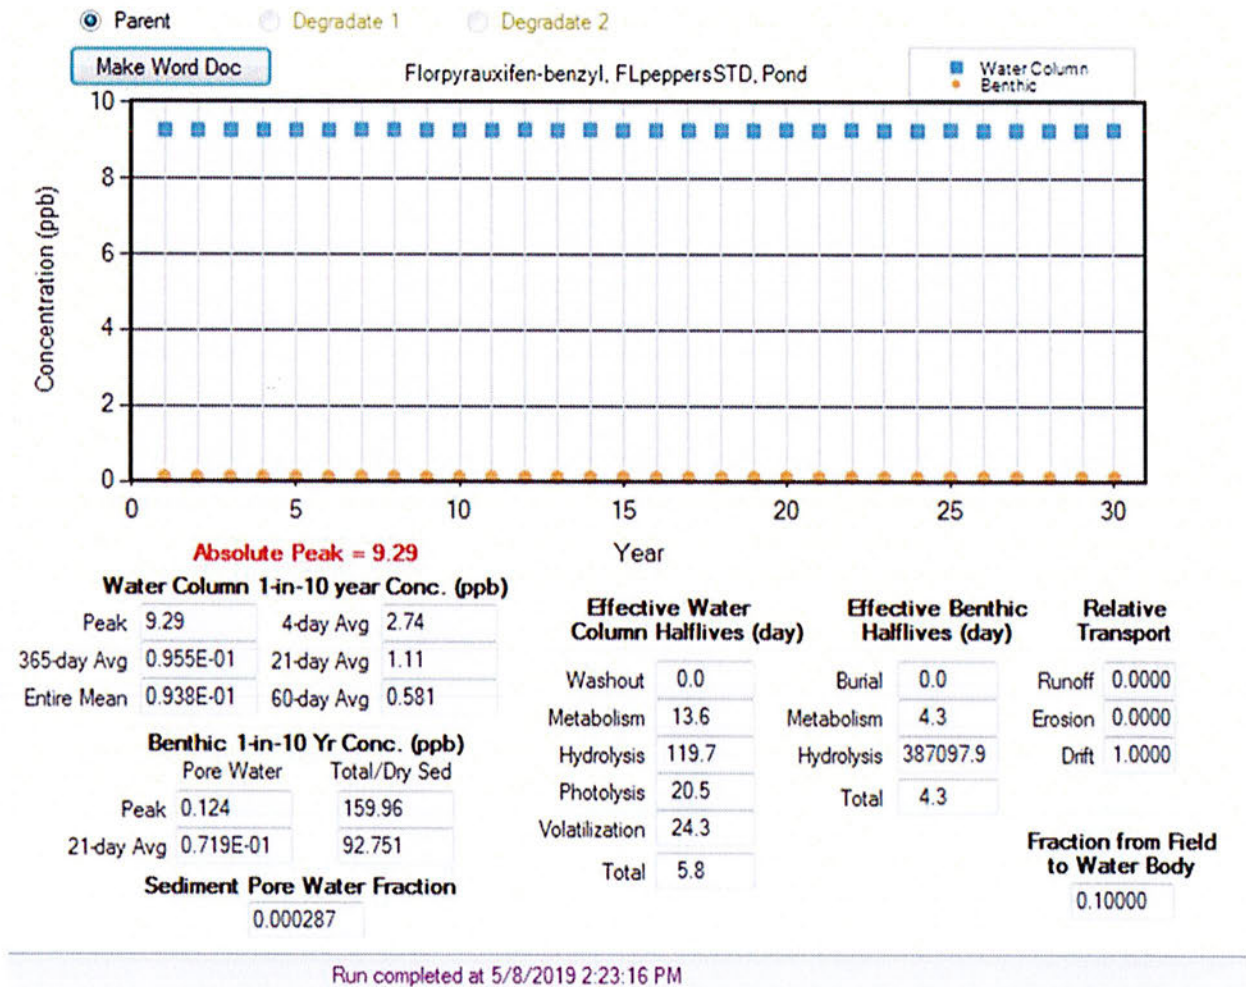 Parent Degradate 1 Degradate 2
Make Word Doc
Florpyrauxifen-benzyl, FLpeppersSTD, Pond
Water Column
Benthic
Concentration (ppb)
10
8
6
4
2
0
0 5 10 15 20 25 30
Year
Absolute Peak = 9.29
Water Column 1-in-10 year Conc. (ppb)
Peak 9.29 4-day Avg 2.74
365-day Avg 0.955E-01 21-day Avg 1.11
Entire Mean 0.938E-01 60-day Avg 0.581
Benthic 1-in-10 Yr Conc. (ppb)
Pore Water Total/Dry Sed
Peak 0.124 159.96
21-day Avg 0.719E-01 92.751
Sediment Pore Water Fraction
0.000287
Effective Water
Column Halflives (day)
Washout 0.0
Metabolism 13.6
Hydrolysis 119.7
Photolysis 20.5
Volatilization 24.3
Total 5.8
Effective Benthic
Halflives (day)
Burial 0.0
Metabolism 4.3
Hydrolysis 387097.9
Total 4.3
Relative
Transport
Runoff 0.0000
Erosion 0.0000
Drift 1.0000
Fraction from Field
to Water Body
0.10000
Run completed at 5/8/2019 2:23:16 PM